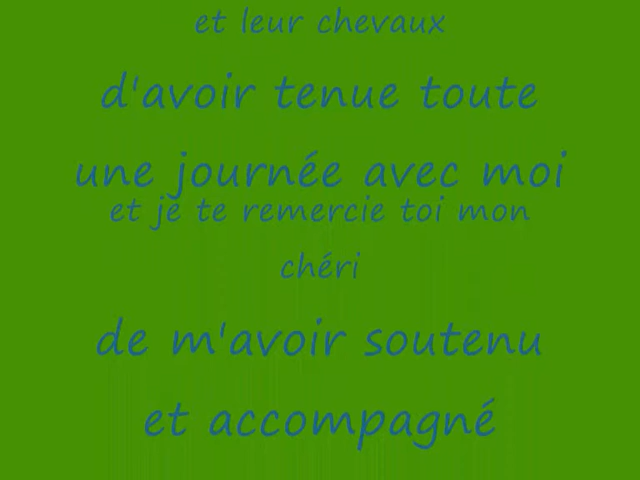 et leur chevaux
d'avoir tenue toute
une journée avec moi
et je te remercie toi mon
chéri
de m'avoir soutenu
et accompagné